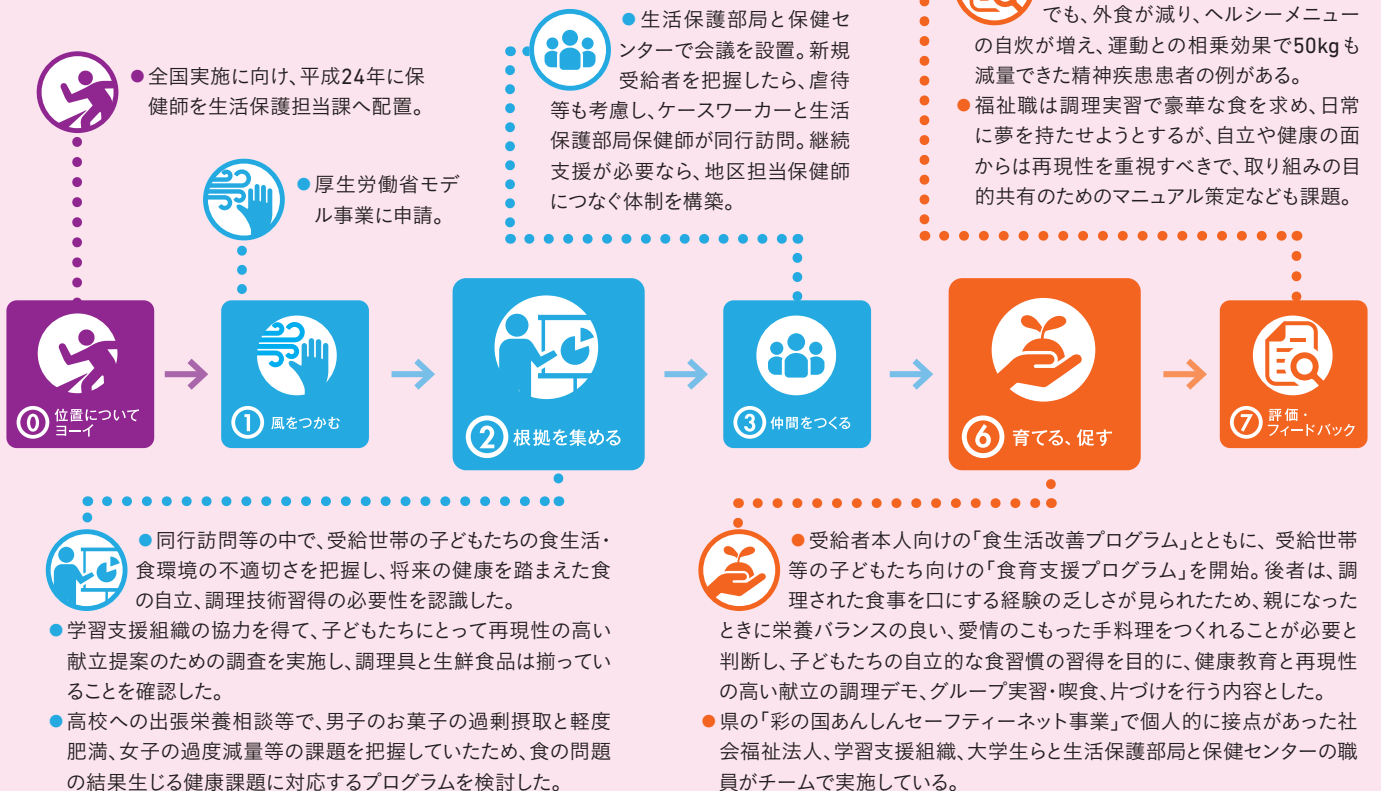 ●全国実施に向け、平成24年に保
健師を生活保護担当課へ配置。
●厚生労働省モデ
ル事業に申請。
●生活保護部局と保健セ
ンターで会議を設置。新規
受給者を把握したら、虐待
等も考慮し、ケースワーカーと生活
保護部局保健師が同行訪問。継続
支援が必要なら、地区担当保健師
につなぐ体制を構築。
でも、外食が減り、ヘルシーメニュー
の自炊が増え、運動との相乗効果で50kgも
減量できた精神疾患患者の例がある。
●福祉職は調理実習で豪華な食を求め、日常
に夢を持たせようとするが、自立や健康の面
からは再現性を重視すべきで、取り組みの目
的共有のためのマニュアル策定なども課題。
0 位置について
ヨーイ
1 風をつかむ
2 根拠を集める
3 仲間をつくる
6 育てる、促す
7 評価・
フィードバック
●同行訪問等の中で、受給世帯の子どもたちの食生活・
食環境の不適切さを把握し、将来の健康を踏まえた食
の自立、調理技術習得の必要性を認識した。
●学習支援組織の協力を得て、子どもたちにとって再現性の高い
献立提案のための調査を実施し、調理具と生鮮食品は揃ってい
ることを確認した。
●高校への出張栄養相談等で、男子のお菓子の過剰摂取と軽度
肥満、女子の過度減量等の課題を把握していたため、食の問題
の結果生じる健康課題に対応するプログラムを検討した。
●受給者本人向けの「食生活改善プログラム」とともに、受給世帯
等の子どもたち向けの「食育支援プログラム」を開始。後者は、調
理された食事を口にする経験の乏しさが見られたため、親になった
ときに栄養バランスの良い、愛情のこもった手料理をつくれることが必要と
判断し、子どもたちの自立的な食習慣の習得を目的に、健康教育と再現性
の高い献立の調理デモ、グループ実習・喫食、片づけを行う内容とした。
●県の「彩の国あんしんセーフティーネット事業」で個人的に接点があった社
会福祉法人、学習支援組織、大学生らと生活保護部局と保健センターの職
員がチームで実施している。